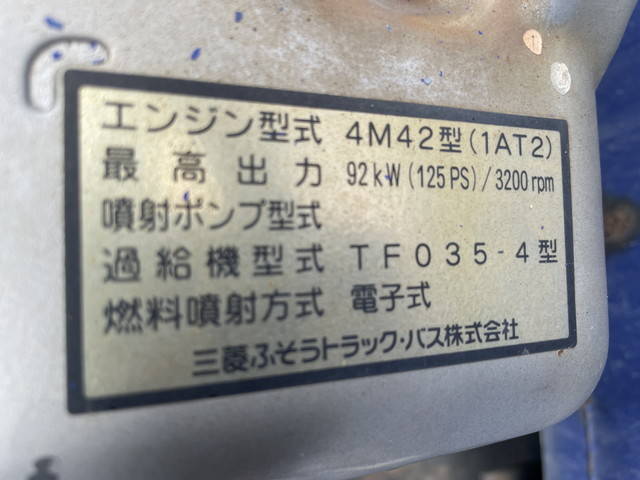 エンジン型式 4M42型(1AT2)
最高出力 92kW(125PS)/3200rpm
噴射ポンプ型式
過給機型式 TF035-4型
燃料噴射方式 電子式
三菱ふそうトラック・バス株式会社